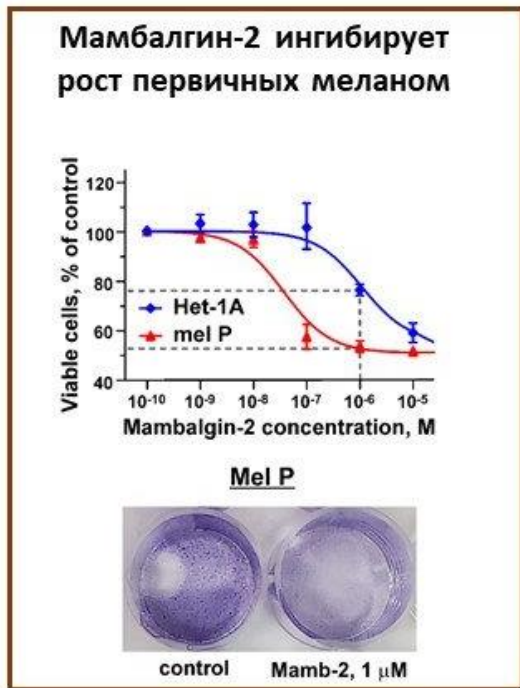 Мамбалгин-2 ингибирует
рост первичных меланом
Viable cells, % of control
120
100
80
60
40
Het-1A
mel P
10-10
10-9
10-8
10-7
10-6
10-5
Mambalgin-2 concentration, M
Mel P
control
Mamb-2, 1 μM